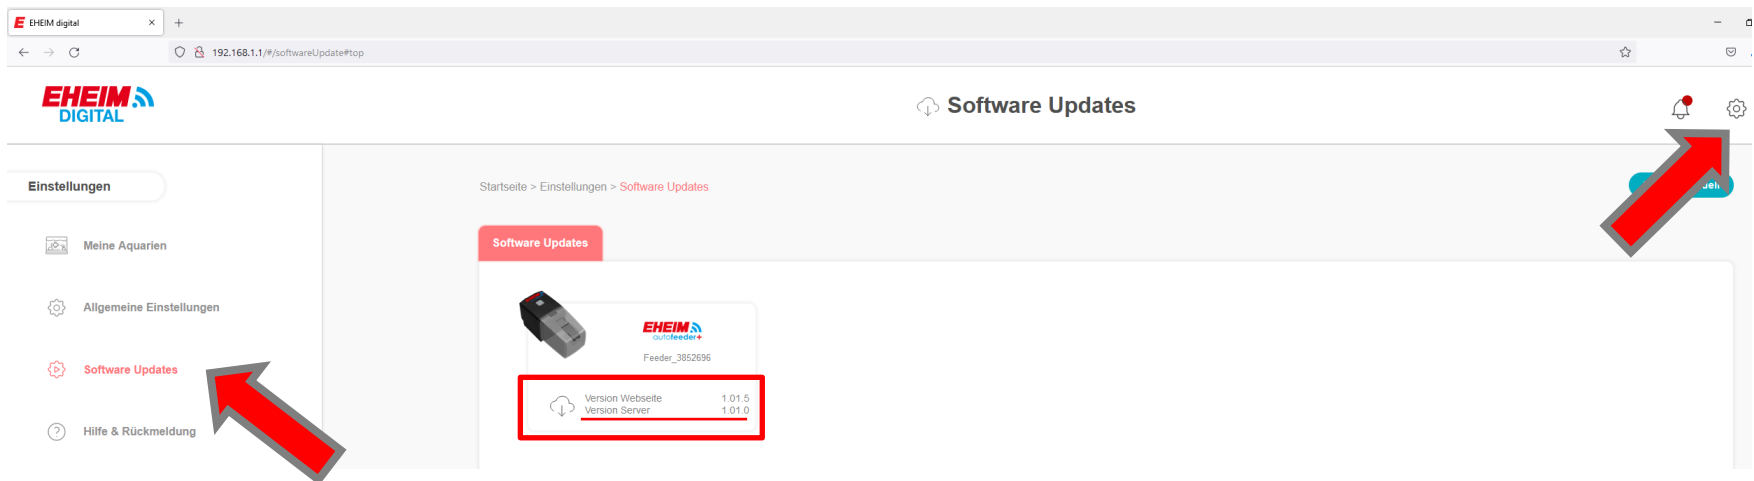 EHEIM digital
192.168.1.1/#/softwareUpdate#top
EHEIM
DIGITAL
Software Updates
Einstellungen
Startseite > Einstellungen > Software Updates
Meine Aquarien
Software Updates
Allgemeine Einstellungen
EHEIM
autofeeder+
Feeder_3852696
Software Updates
Version Webseite 1.01.5
Version Server 1.01.0
Hilfe & Rückmeldung